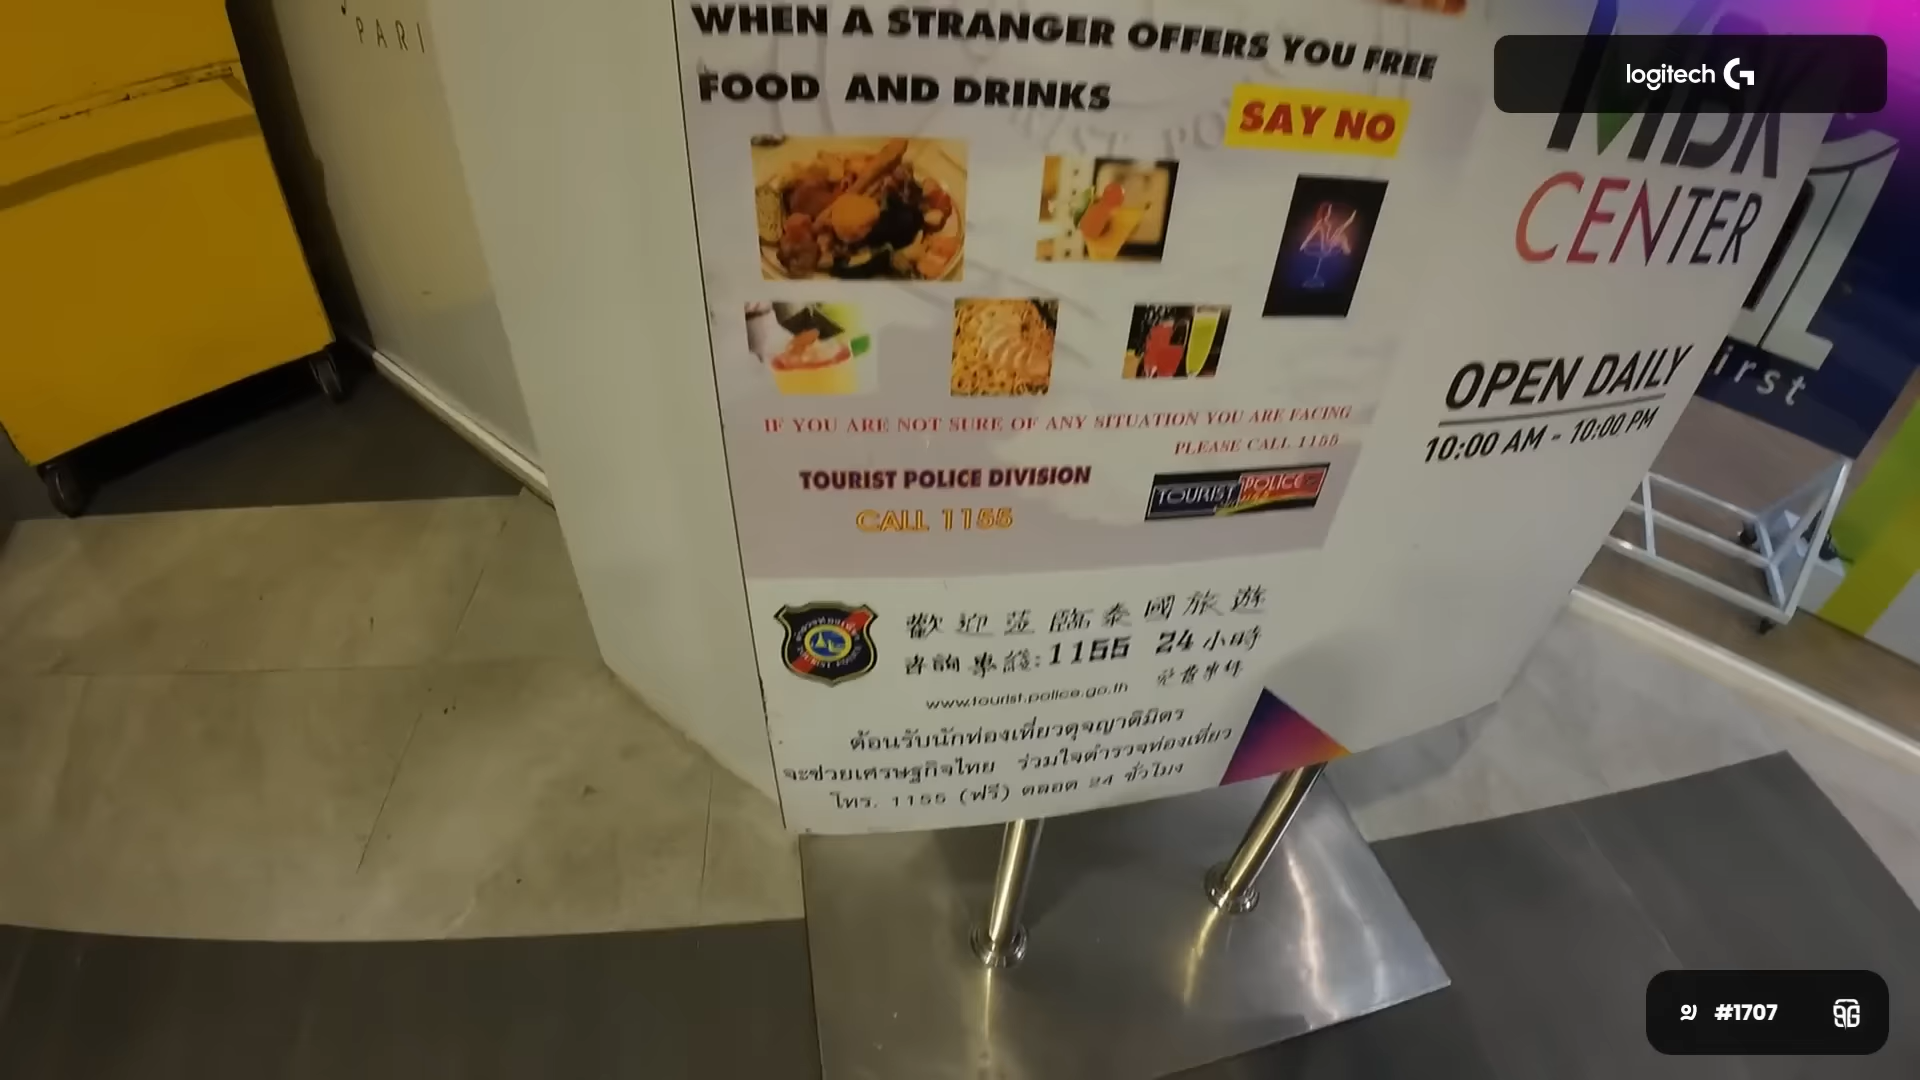 PARI
WHEN A STRANGER OFFERS YOU FREE
FOOD AND DRINKS
SAY NO
IF YOU ARE NOT SURE OF ANY SITUATION YOU ARE FACING
PLEASE CALL 1155
TOURIST POLICE DIVISION
CALL 1155
TOURIST POLICE
歡迎蒞臨泰國旅遊
咨詢專綫:1155 24小時
www.tourist.police.go.th
ต้อนรับนักท่องเที่ยวดุจญาติมิตร
จะช่วยเศรษฐกิจไทย ร่วมใจตำรวจท่องเที่ยว
โทร. 1155 (ฟรี) ตลอด 24 ชั่วโมง
MBK
CENTER
OPEN DAILY
10:00 AM - 10:00 PM
irst
logitech G
#1707